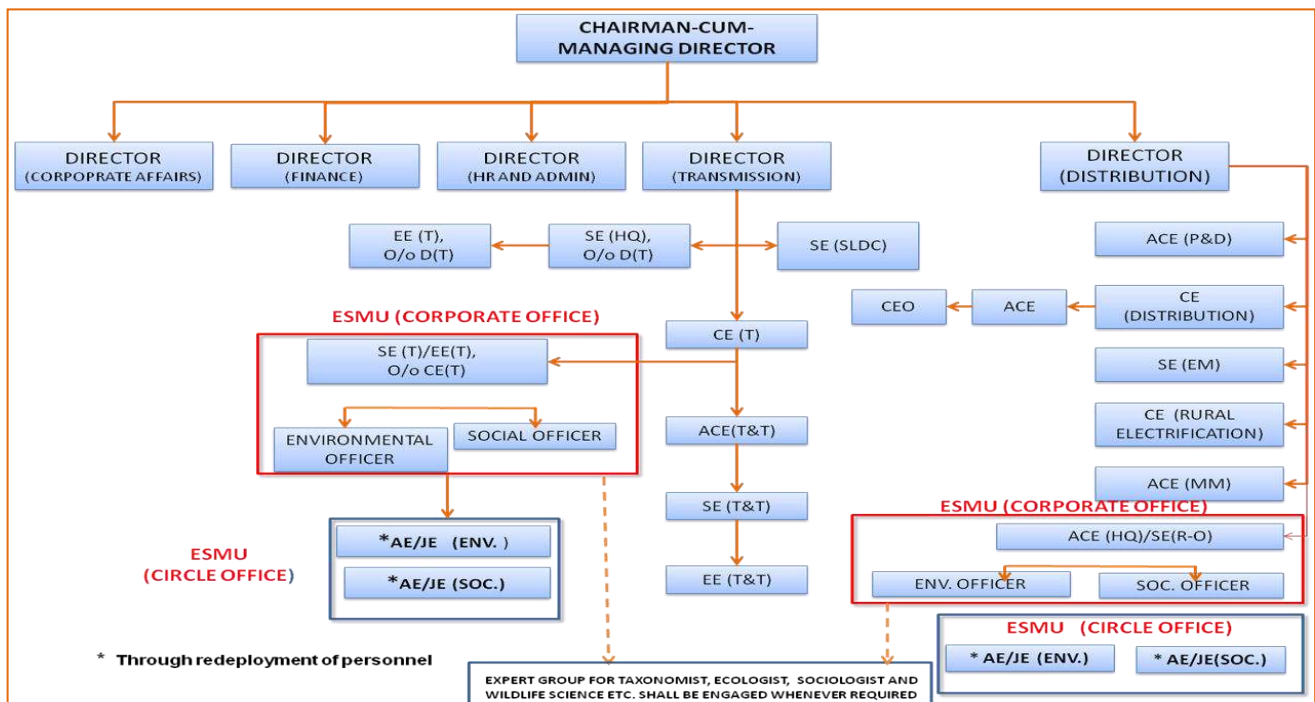 CHAIRMAN-CUM-
MANAGING DIRECTOR
DIRECTOR
(CORPOPRATE AFFAIRS)
DIRECTOR
(FINANCE)
DIRECTOR
(HR AND ADMIN)
DIRECTOR
(TRANSMISSION)
DIRECTOR
(DISTRIBUTION)
EE (T),
O/o D(T)
SE (HQ),
O/o D(T)
SE (SLDC)
ACE (P&D)
CEO
ACE
CE
(DISTRIBUTION)
ESMU (CORPORATE OFFICE)
CE (T)
SE (T)/EE(T),
O/o CE(T)
SE (EM)
ENVIRONMENTAL
OFFICER
SOCIAL OFFICER
ACE(T&T)
CE (RURAL
ELECTRIFICATION)
ACE (MM)
ESMU (CORPORATE OFFICE)
SE (T&T)
ACE (HQ)/SE(R-O)
ESMU
(CIRCLE OFFICE)
*AE/JE (ENV. )
*AE/JE (SOC.)
EE (T&T)
ENV. OFFICER
SOC. OFFICER
ESMU (CIRCLE OFFICE)
* AE/JE (ENV.)
* AE/JE(SOC.)
* Through redeployment of personnel
EXPERT GROUP FOR TAXONOMIST, ECOLOGIST, SOCIOLOGIST AND
WILDLIFE SCIENCE ETC. SHALL BE ENGAGED WHENEVER REQUIRED